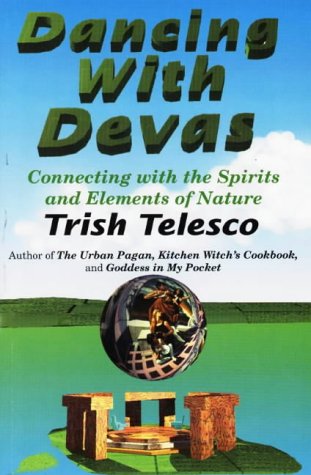 Dancing
With
Devas
Connecting with the Spirits
and Elements of Nature
Trish Telesco
Author of The Urban Pagan, Kitchen Witch's Cookbook,
and Goddess in My Pocket